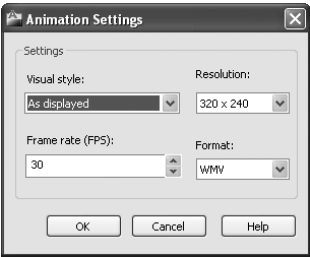 Animation Settings
Settings
Visual style:
Resolution:
As displayed
320 x 240
Frame rate (FPS):
Format:
30
WMV
OK
Cancel
Help